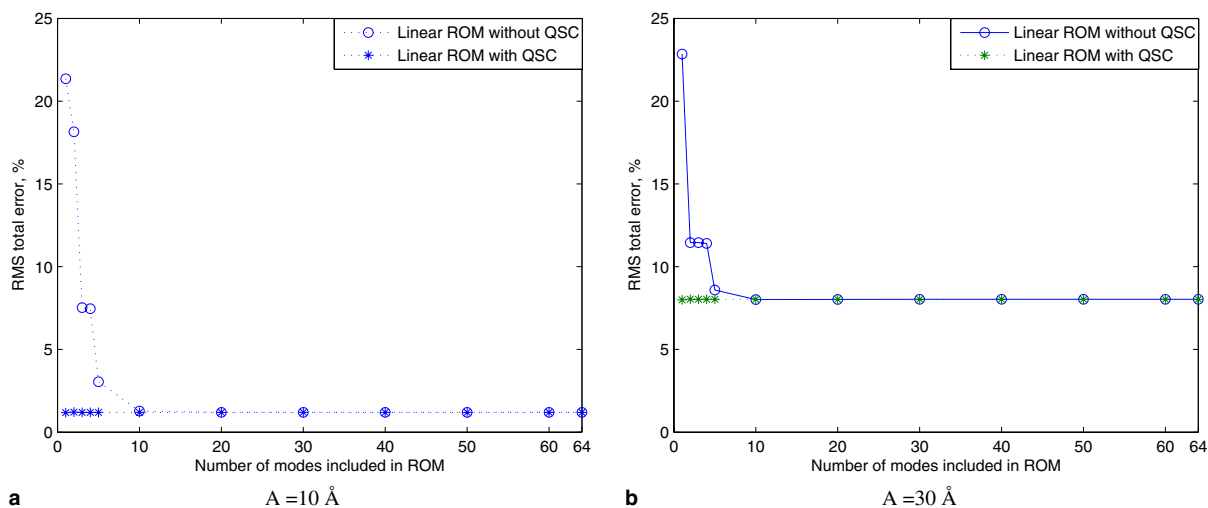 25
20
15
10
5
0
RMS total error, %
Linear ROM without QSC
Linear ROM with QSC
0 10 20 30 40 50 60 64
Number of modes included in ROM
a A =10 Å
25
20
15
10
5
0
RMS total error, %
Linear ROM without QSC
Linear ROM with QSC
0 10 20 30 40 50 60 64
Number of modes included in ROM
b A =30 Å